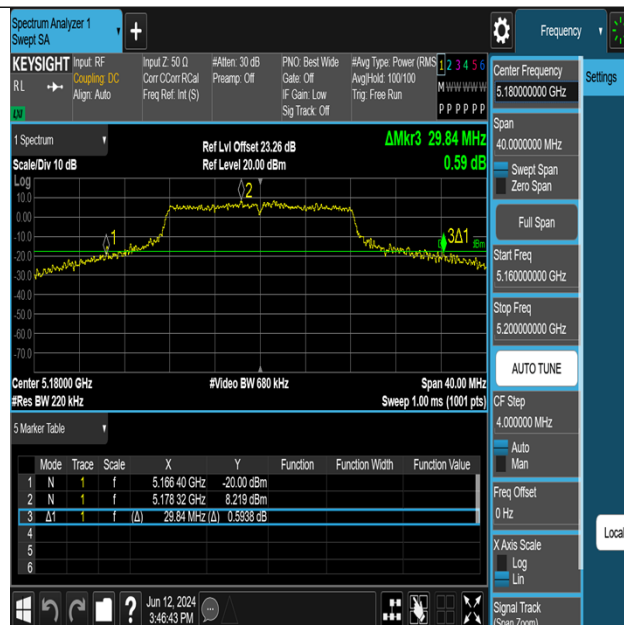 Spectrum Analyzer 1
Swept SA
+
Frequency
KEYSIGHT
RL
LXI
Input: RF
Coupling: DC
Align: Auto
Input Z: 50 Ω
Corr CCorr RCal
Freq Ref: Int (S)
#Atten: 30 dB
Preamp: Off
PNO: Best Wide
Gate: Off
IF Gain: Low
Sig Track: Off
#Avg Type: Power (RMS
Avg|Hold: 100/100
Trig: Free Run
1 2 3 4 5 6
M W W W W W
P P P P P P
Center Frequency
5.180000000 GHz
Settings
Span
40.0000000 MHz
Swept Span
Zero Span
Full Span
Start Freq
5.160000000 GHz
Stop Freq
5.200000000 GHz
AUTO TUNE
CF Step
4.000000 MHz
Auto
Man
Freq Offset
0 Hz
X Axis Scale
Log
Lin
Signal Track
(Span Zoom)
Local
1 Spectrum
Scale/Div 10 dB
Ref Lvl Offset 23.26 dB
Ref Level 20.00 dBm
ΔMkr3 29.84 MHz
0.59 dB
Log
10.0
0.00
-10.0
-20.0
-30.0
-40.0
-50.0
-60.0
-70.0
1
2
3Δ1
Center 5.18000 GHz
#Video BW 680 kHz
Span 40.00 MHz
#Res BW 220 kHz
Sweep 1.00 ms (1001 pts)
5 Marker Table
Mode Trace Scale X Y Function Function Width Function Value
1 N 1 f 5.166 40 GHz -20.00 dBm
2 N 1 f 5.178 32 GHz 8.219 dBm
3 Δ1 1 f (Δ) 29.84 MHz (Δ) 0.5938 dB
4
5
6
?
Jun 12, 2024
3:46:43 PM